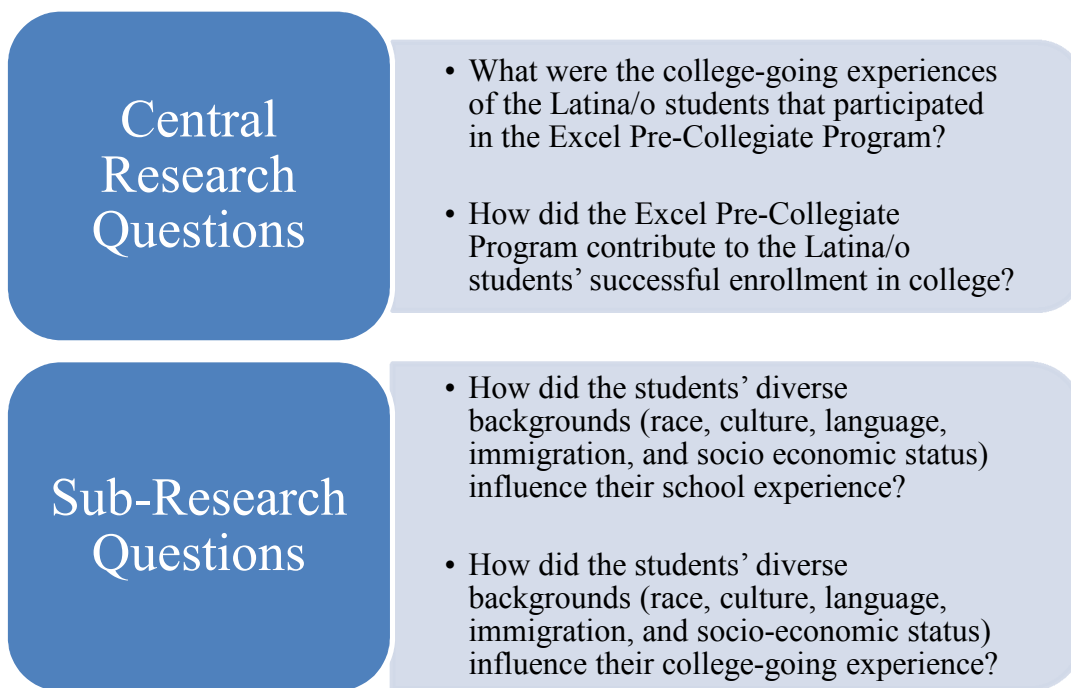 Central
Research
Questions
• What were the college-going experiences
of the Latina/o students that participated
in the Excel Pre-Collegiate Program?
• How did the Excel Pre-Collegiate
Program contribute to the Latina/o
students’ successful enrollment in college?
Sub-Research
Questions
• How did the students’ diverse
backgrounds (race, culture, language,
immigration, and socio economic status)
influence their school experience?
• How did the students’ diverse
backgrounds (race, culture, language,
immigration, and socio-economic status)
influence their college-going experience?